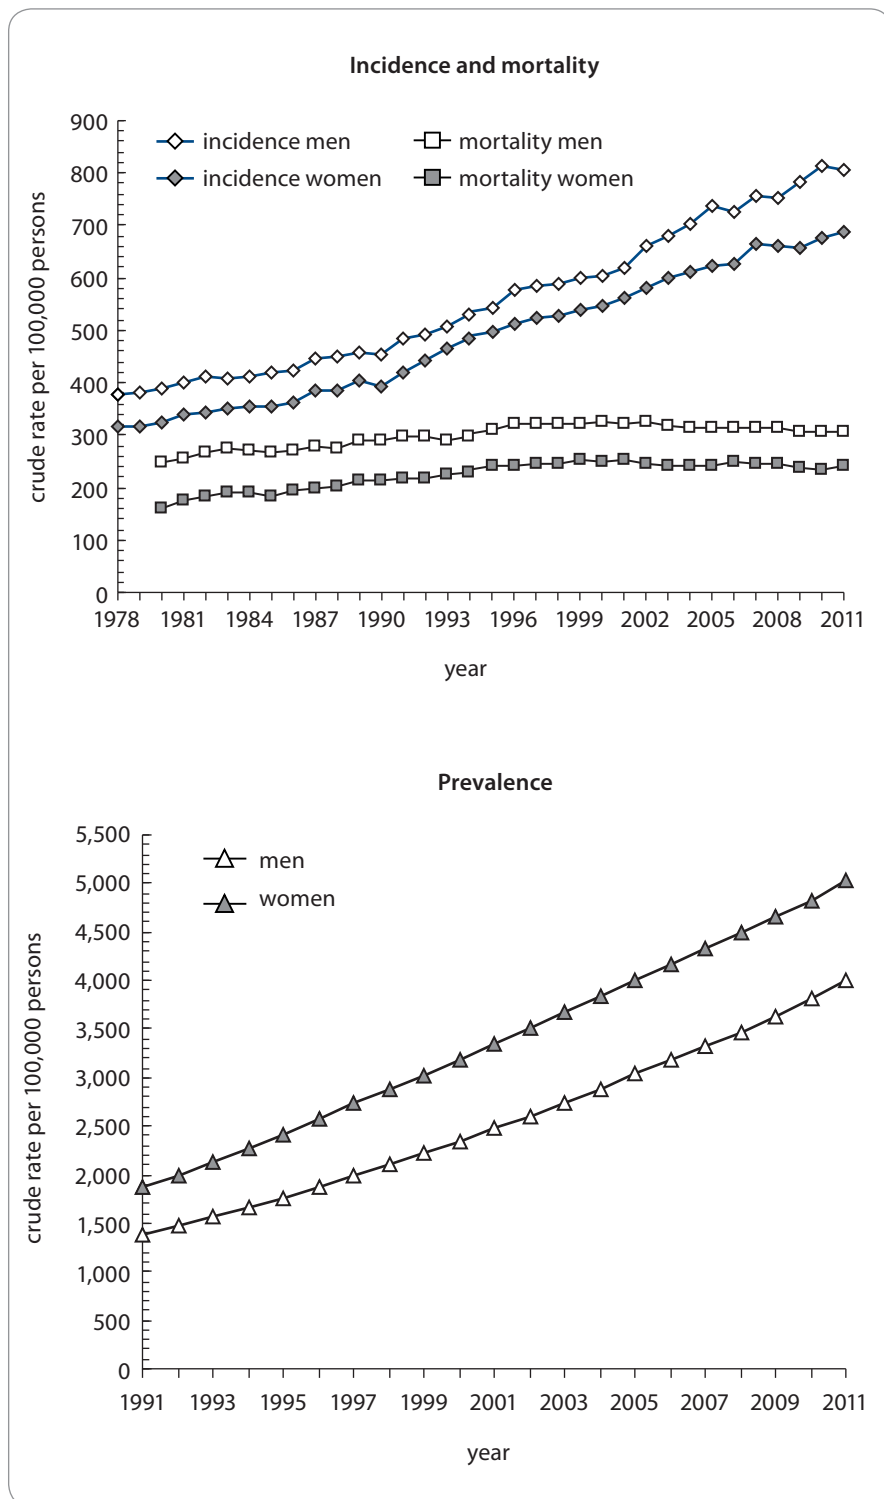 Incidence and mortality
900
800
700
600
500
400
300
200
100
0
crude rate per 100,000 persons
incidence men
mortality men
incidence women
mortality women
1978 1981 1984 1987 1990 1993 1996 1999 2002 2005 2008 2011
year
Prevalence
5,500
5,000
4,500
4,000
3,500
3,000
2,500
2,000
1,500
1,000
500
0
crude rate per 100,000 persons
men
women
1991 1993 1995 1997 1999 2001 2003 2005 2007 2009 2011
year